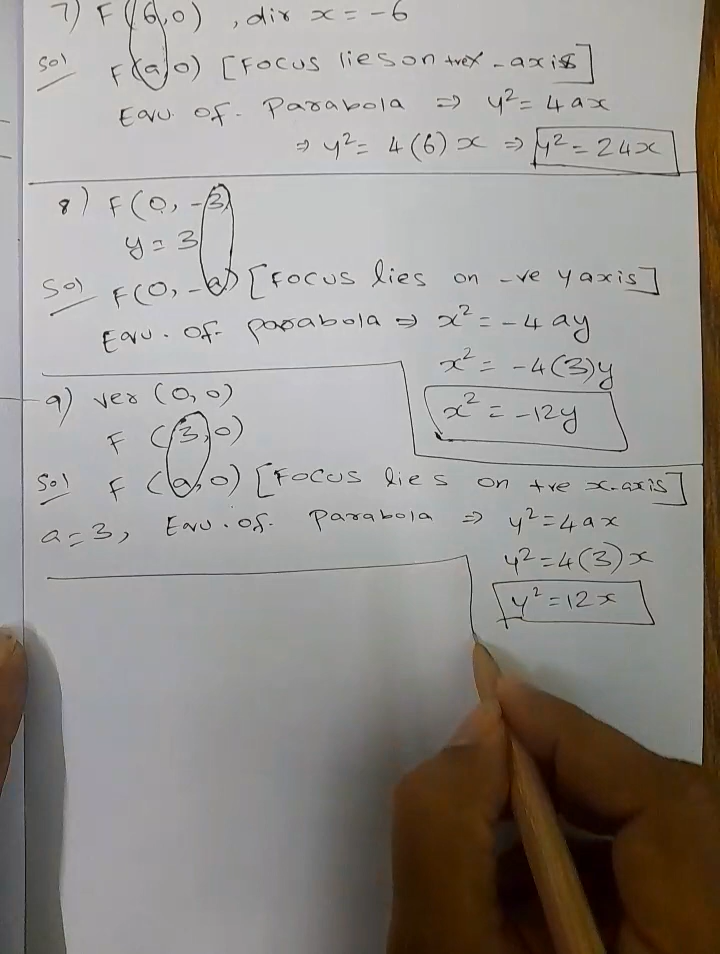 7) F (6,0) , dir x = -6
Sol F(a,0) [Focus lies on +ve x - axis]
Equ. of. Parabola ⇒ y² = 4ax
⇒ y² = 4(6)x ⇒ y² = 24x
8) F(0, -3)
y = 3
Sol F(0, -a) [Focus lies on -ve y axis]
Equ. of. parabola ⇒ x² = -4ay
x² = -4(3)y
x² = -12y
9) ver (0,0)
F (3,0)
Sol F (a,0) [Focus lies on +ve x-axis]
a=3, Equ. of. Parabola ⇒ y² = 4ax
y² = 4(3)x
y² = 12x